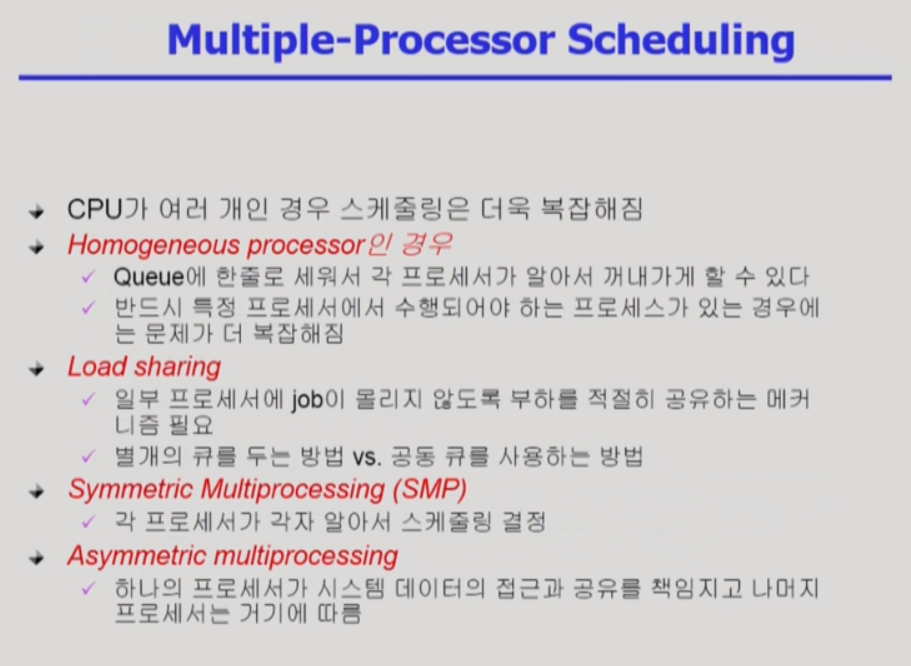 Multiple-Processor Scheduling
CPU가 여러 개인 경우 스케줄링은 더욱 복잡해짐
Homogeneous processor인 경우
Queue에 한줄로 세워서 각 프로세서가 알아서 꺼내가게 할 수 있다
반드시 특정 프로세서에서 수행되어야 하는 프로세스가 있는 경우에
는 문제가 더 복잡해짐
Load sharing
일부 프로세서에 job이 몰리지 않도록 부하를 적절히 공유하는 메커
니즘 필요
별개의 큐를 두는 방법 vs. 공동 큐를 사용하는 방법
Symmetric Multiprocessing (SMP)
각 프로세서가 각자 알아서 스케줄링 결정
Asymmetric multiprocessing
하나의 프로세서가 시스템 데이터의 접근과 공유를 책임지고 나머지
프로세서는 거기에 따름